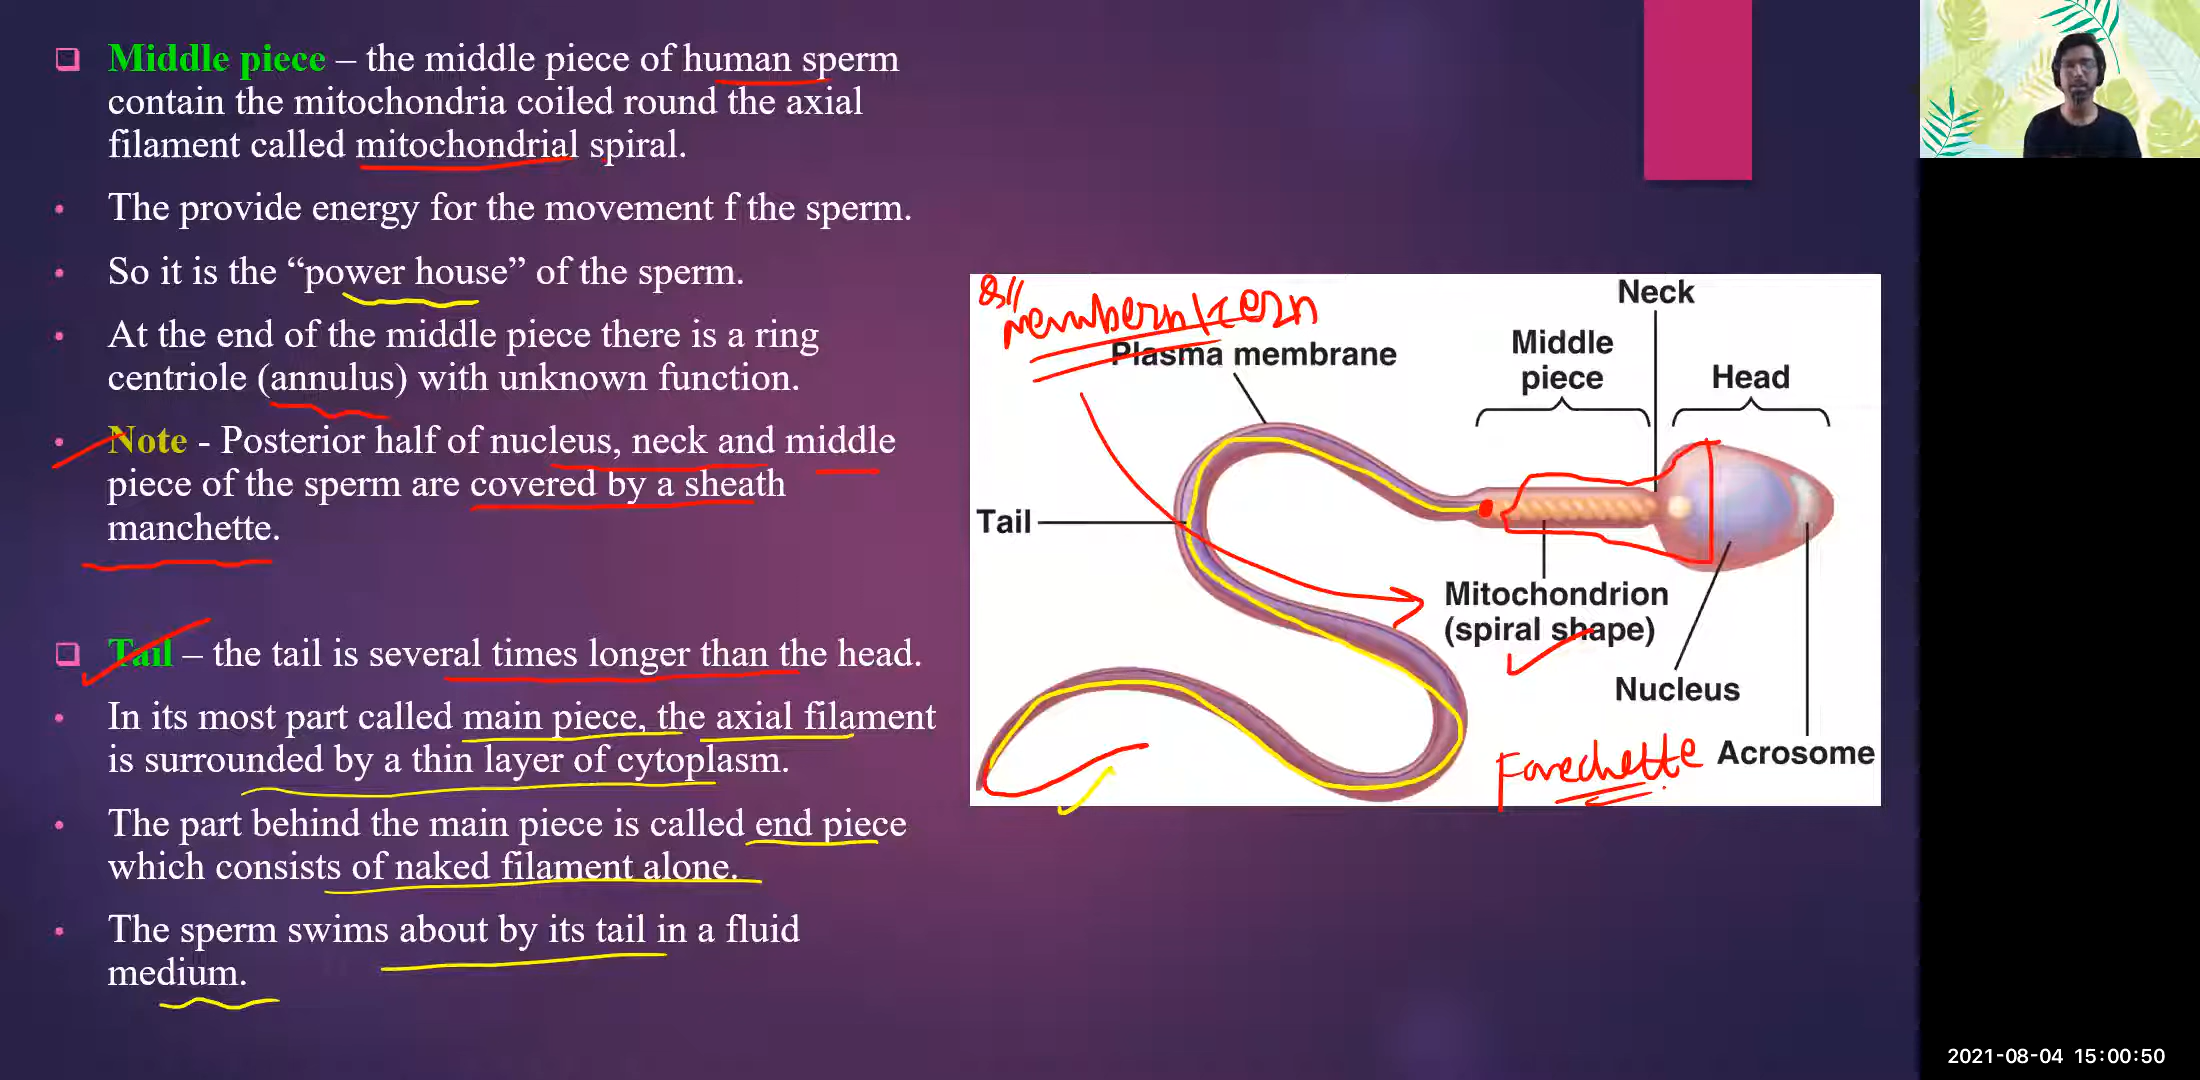 Middle piece – the middle piece of human sperm
contain the mitochondria coiled round the axial
filament called mitochondrial spiral.
The provide energy for the movement f the sperm.
So it is the “power house” of the sperm.
At the end of the middle piece there is a ring
centriole (annulus) with unknown function.
Note - Posterior half of nucleus, neck and middle
piece of the sperm are covered by a sheath
manchette.
Tail – the tail is several times longer than the head.
In its most part called main piece, the axial filament
is surrounded by a thin layer of cytoplasm.
The part behind the main piece is called end piece
which consists of naked filament alone.
The sperm swims about by its tail in a fluid
medium.
Neck
Plasma membrane
Middle
piece
Head
Tail
Mitochondrion
(spiral shape)
Nucleus
Acrosome
2021-08-04 15:00:50